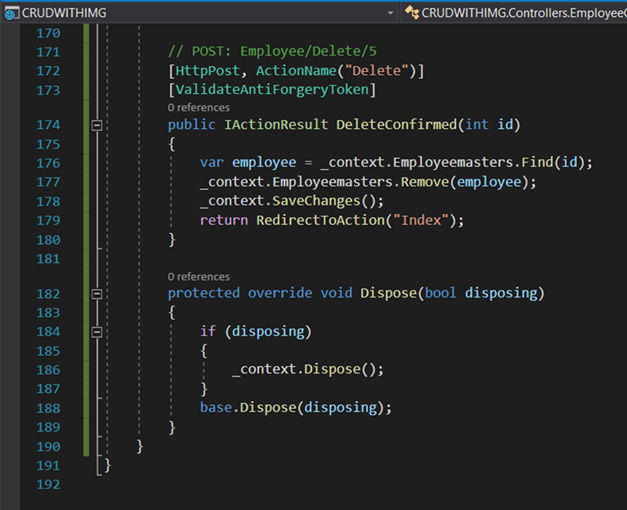 CRUDWITHIMG CRUDWITHIMG.Controllers.Employee
170
171 // POST: Employee/Delete/5
172 [HttpPost, ActionName("Delete")]
173 [ValidateAntiForgeryToken]
0 references
174 public IActionResult DeleteConfirmed(int id)
175 {
176 var employee = _context.Employeemasters.Find(id);
177 _context.Employeemasters.Remove(employee);
178 _context.SaveChanges();
179 return RedirectToAction("Index");
180 }
181
0 references
182 protected override void Dispose(bool disposing)
183 {
184 if (disposing)
185 {
186 _context.Dispose();
187 }
188 base.Dispose(disposing);
189 }
190 }
191 }
192